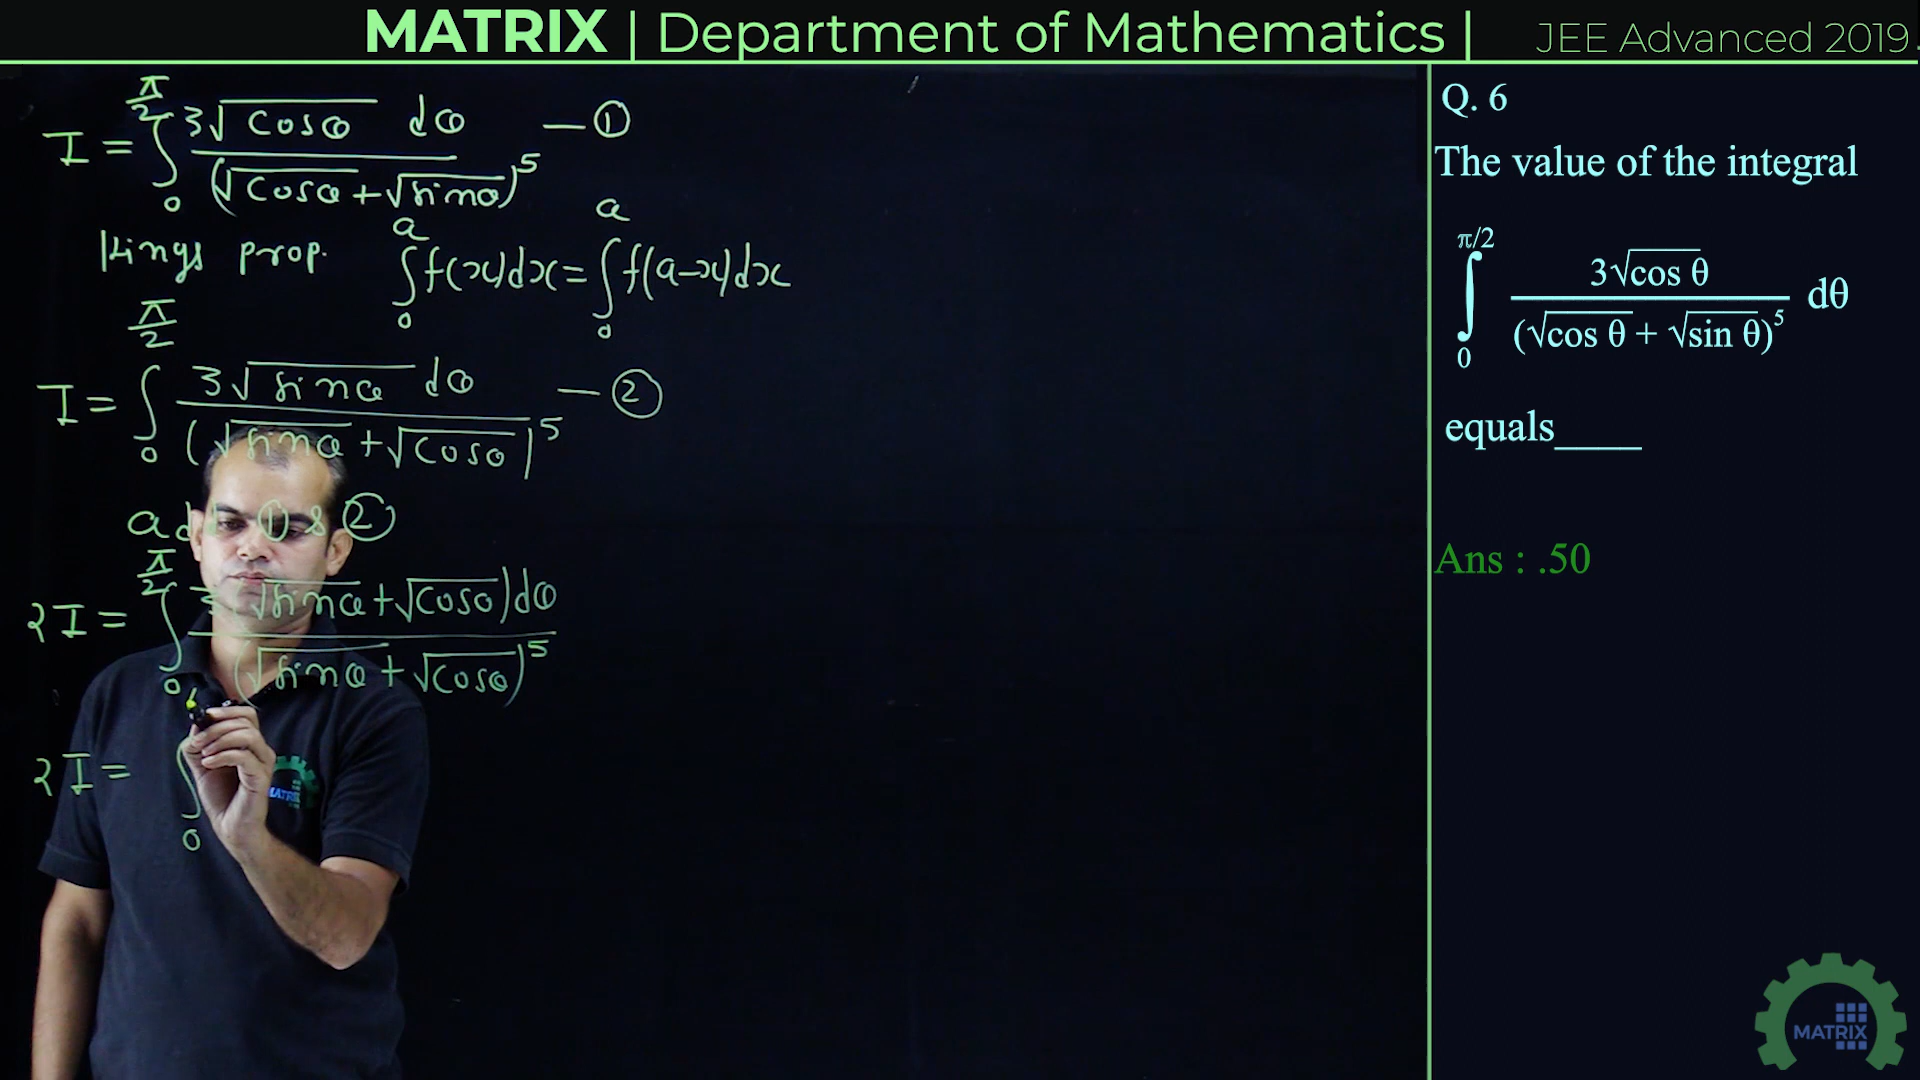 MATRIX | Department of Mathematics | JEE Advanced 2019
I = ∫₀^(π/2) 3√cosθ dθ / (√cosθ + √sinθ)⁵ — ①
Kings prop. ∫₀^a f(x)dx = ∫₀^a f(a-x)dx
I = ∫₀^(π/2) 3√sinθ dθ / (√sinθ + √cosθ)⁵ — ②
add ① & ②
2I = ∫₀^(π/2) 3(√sinθ + √cosθ)dθ / (√sinθ + √cosθ)⁵
2I = ∫₀
MATRIX
Q. 6
The value of the integral
∫₀^(π/2) 3√cos θ / (√cos θ + √sin θ)⁵ dθ
equals____
Ans : .50
MATRIX